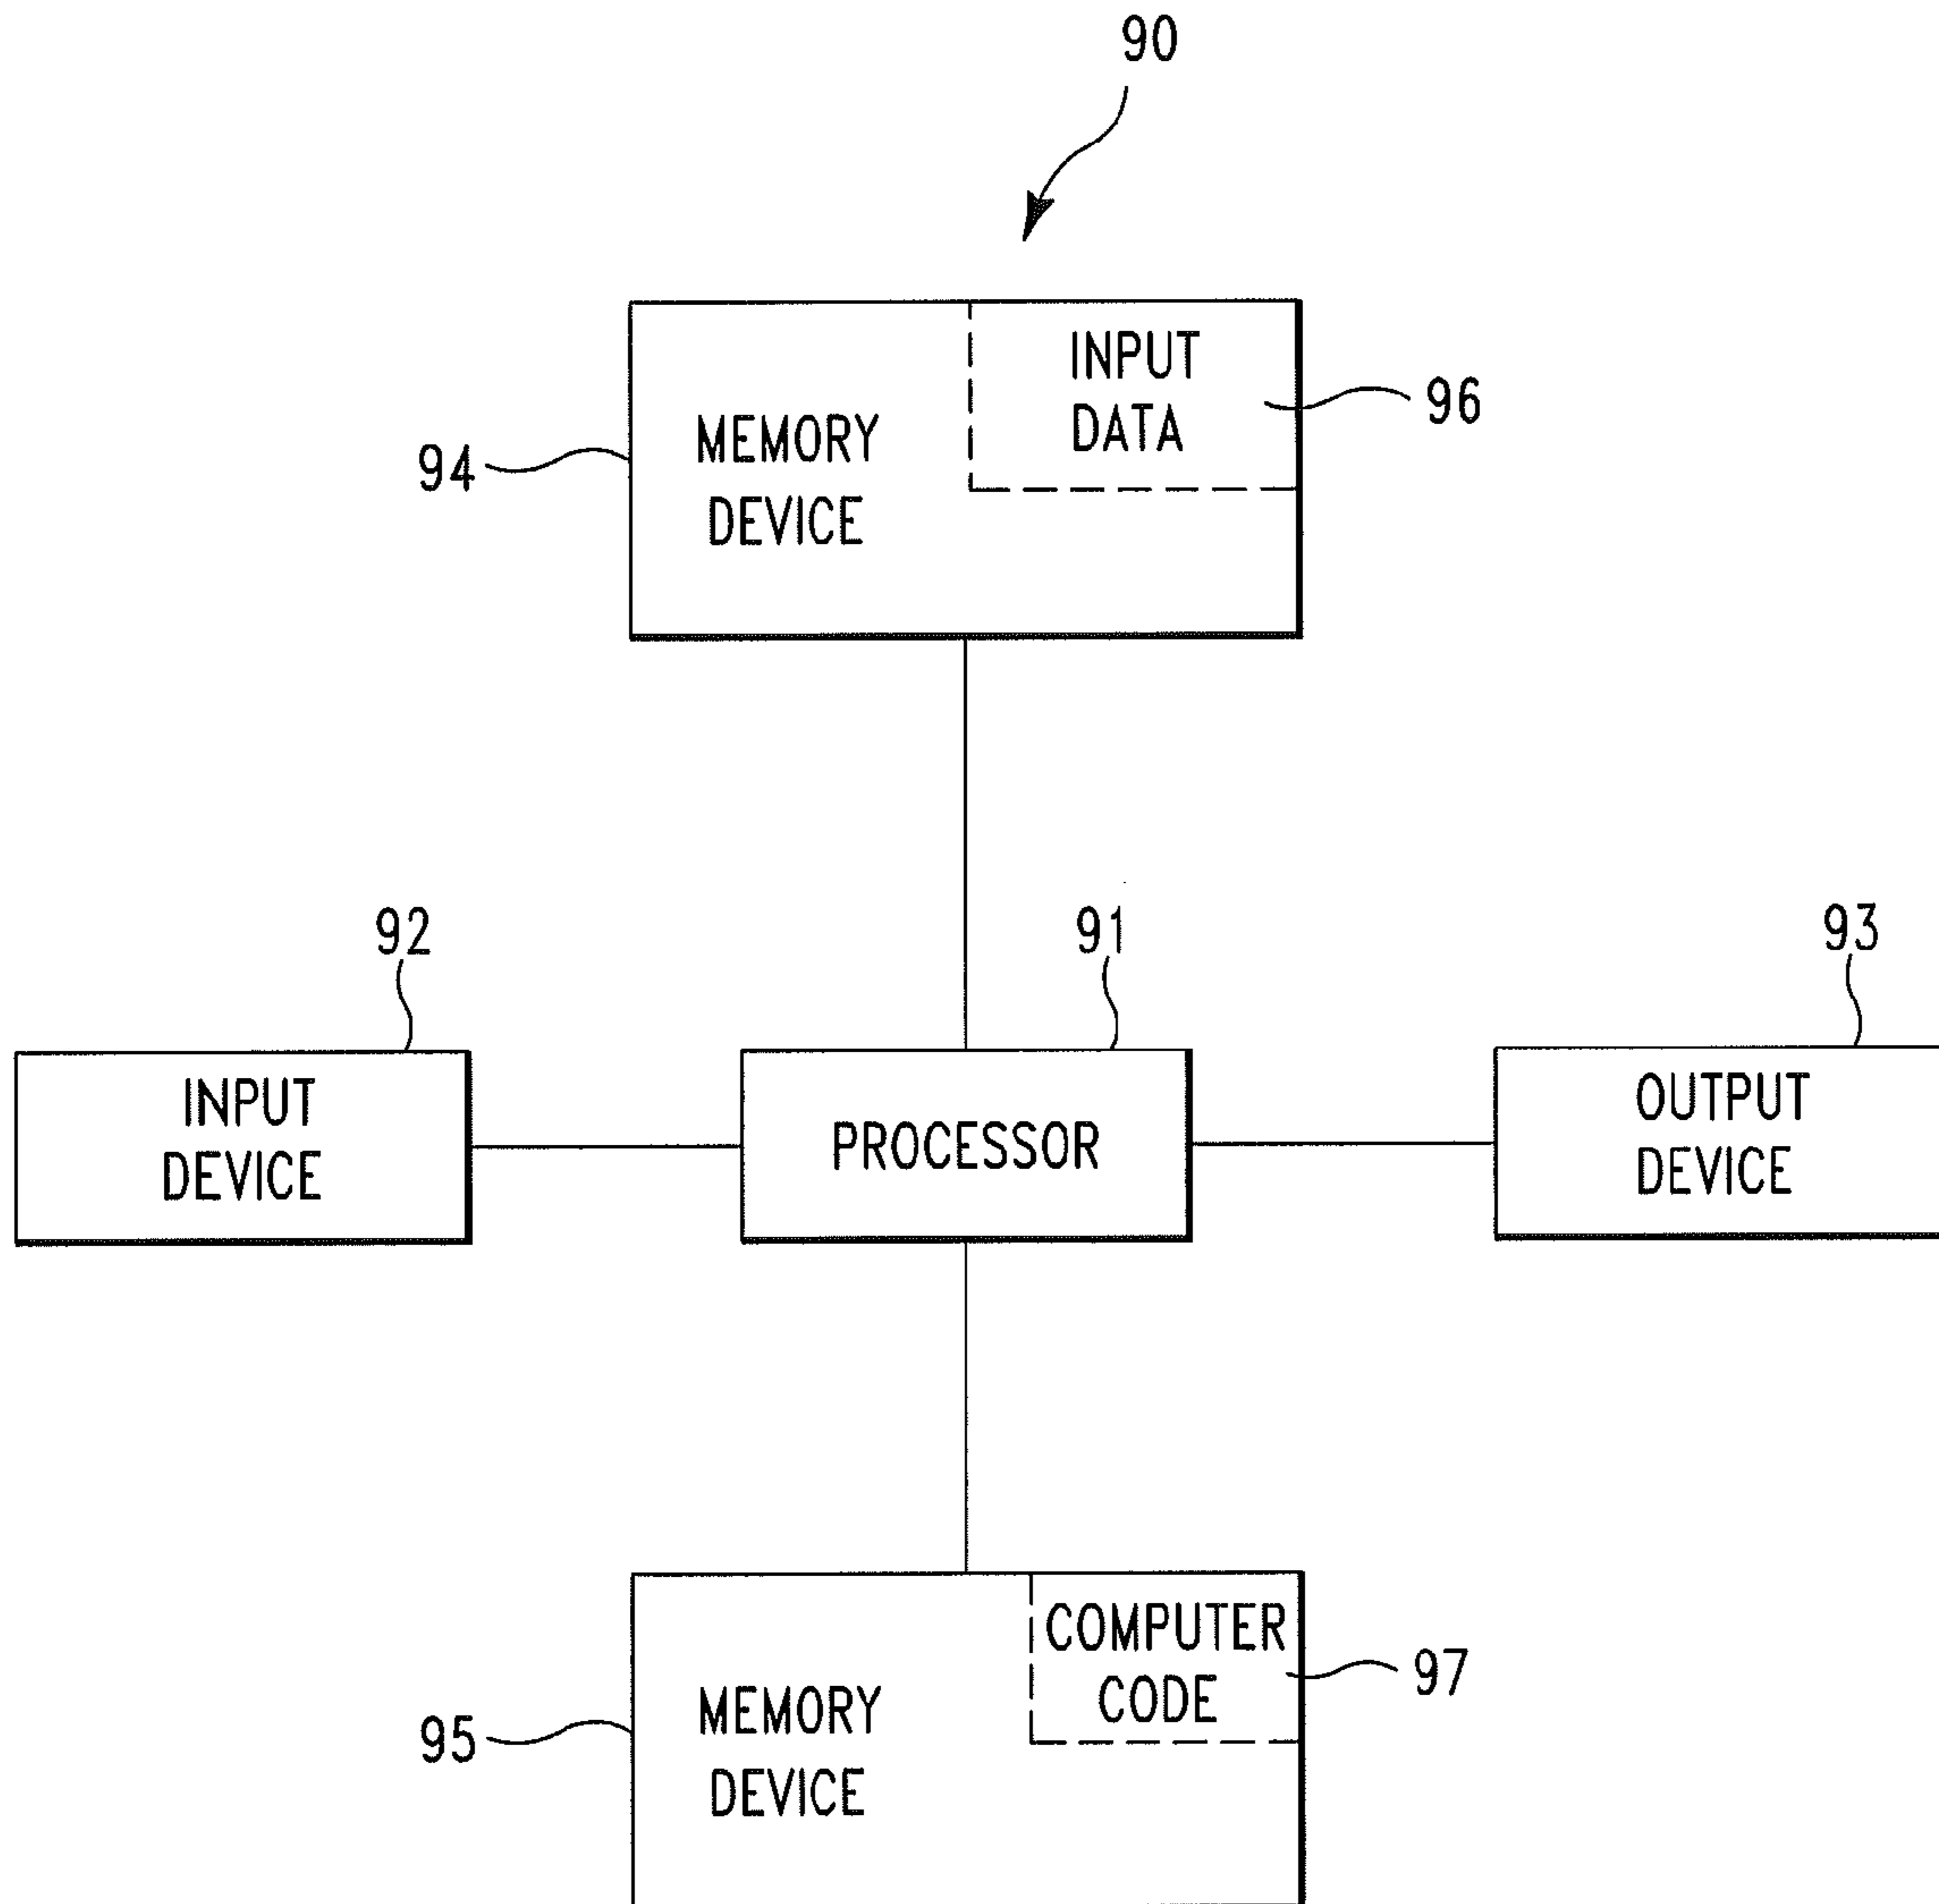 90
INPUT
DATA
96
94
MEMORY
DEVICE
92
91
93
INPUT
DEVICE
PROCESSOR
OUTPUT
DEVICE
COMPUTER
CODE
97
95
MEMORY
DEVICE